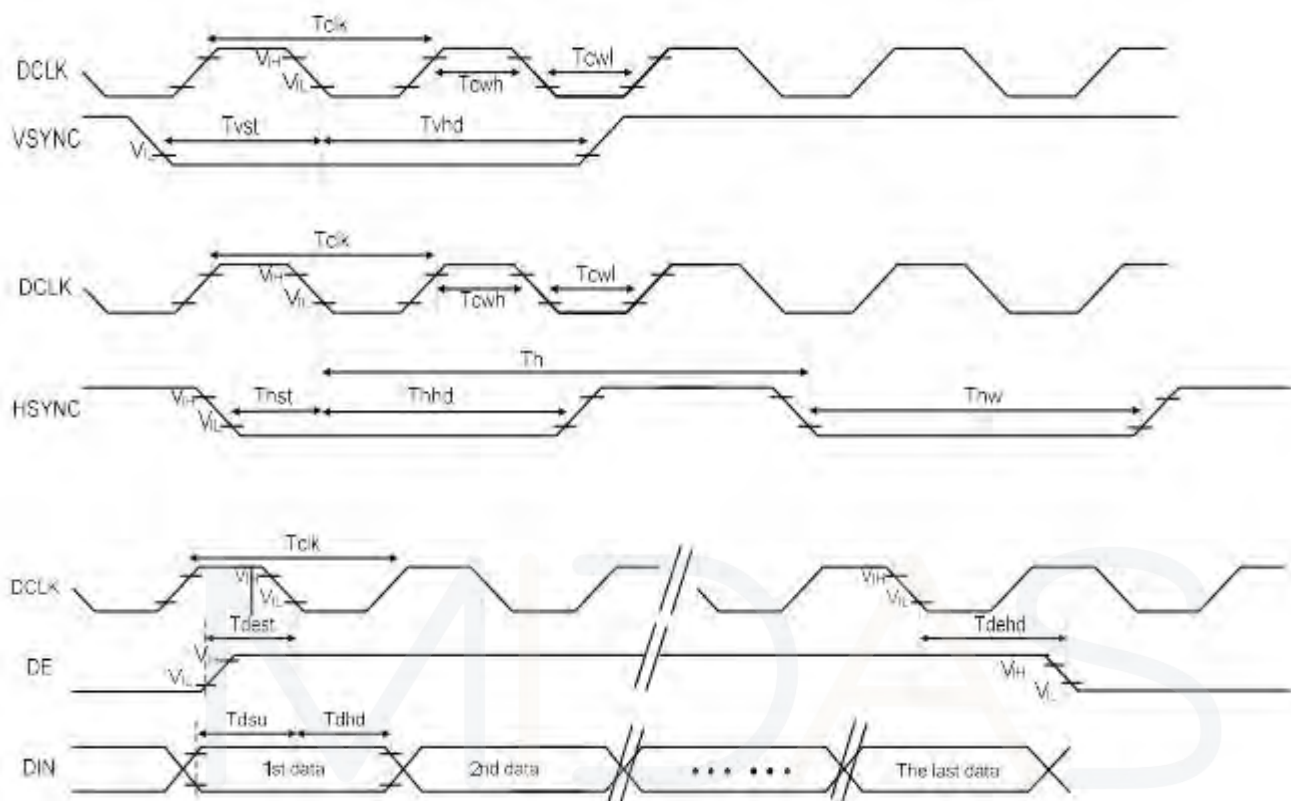 Tclk
DCLK VIH VIL Tcwh Tcwl
VSYNC VIL Tvst Tvhd
Tclk
DCLK VIH VIL Tcwh Tcwl
Th
HSYNC VIH VIL Thst Thhd Thw
Tclk
DCLK VIH VIL VIH VIL
Tdest Tdehd
DE VIL VIH VIL
Tdsu Tdhd
DIN 1st data 2nd data • • • • • • The last data
MIDAS